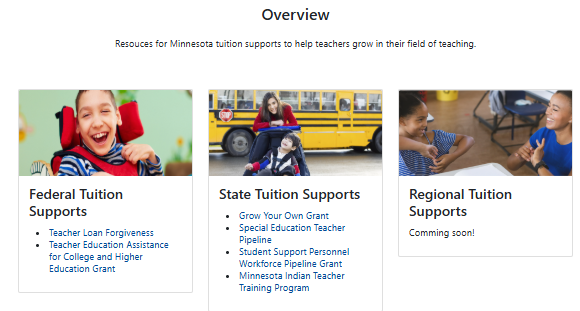 Overview
Resouces for Minnesota tuition supports to help teachers grow in their field of teaching.
Federal Tuition
Supports
Teacher Loan Forgiveness
Teacher Education Assistance
for College and Higher
Education Grant
State Tuition Supports
Grow Your Own Grant
Special Education Teacher
Pipeline
Student Support Personnel
Workforce Pipeline Grant
Minnesota Indian Teacher
Training Program
Regional Tuition
Supports
Comming soon!